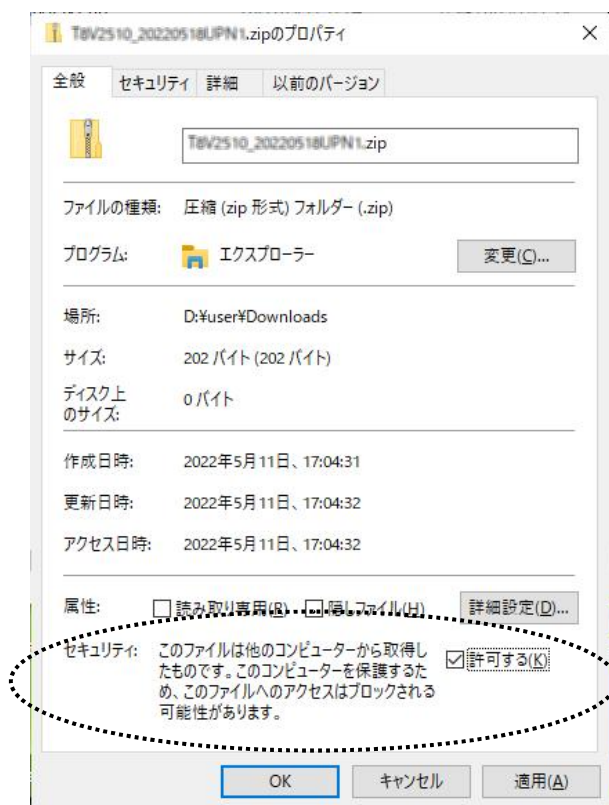 T8V2510_20220518UPN1.zipのプロパティ
全般 セキュリティ 詳細 以前のバージョン
T8V2510_20220518UPN1.zip
ファイルの種類: 圧縮 (zip 形式) フォルダー (.zip)
プログラム: エクスプローラー 変更(C)...
場所: D:¥user¥Downloads
サイズ: 202 バイト (202 バイト)
ディスク上
のサイズ: 0 バイト
作成日時: 2022年5月11日、17:04:31
更新日時: 2022年5月11日、17:04:32
アクセス日時: 2022年5月11日、17:04:32
属性: 読み取り専用(R) 隠しファイル(H) 詳細設定(D)...
セキュリティ: このファイルは他のコンピューターから取得し
たものです。このコンピューターを保護するた
め、このファイルへのアクセスはブロックされる
可能性があります。
許可する(K)
OK キャンセル 適用(A)